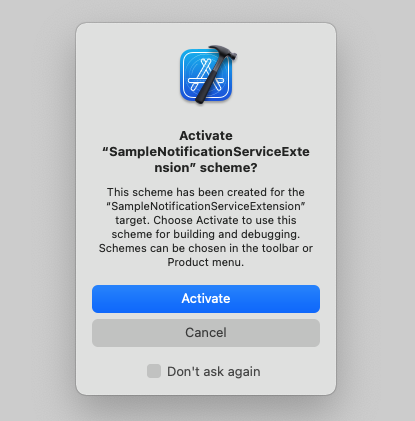 Activate
“SampleNotificationServiceExte
nsion” scheme?
This scheme has been created for the
“SampleNotificationServiceExtension”
target. Choose Activate to use this
scheme for building and debugging.
Schemes can be chosen in the toolbar or
Product menu.
Activate
Cancel
Don't ask again